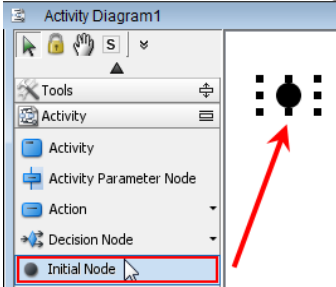 Activity Diagram1
S
Tools
Activity
Activity
Activity Parameter Node
Action
Decision Node
Initial Node